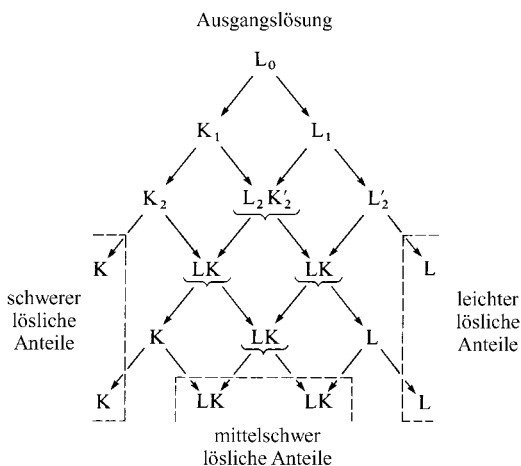 Ausgangslösung
L₀
K₁ L₁
K₂ L₂ K′₂ L′₂
K LK LK L
schwerer
lösliche
Anteile
leichter
lösliche
Anteile
K LK L
K LK LK L
mittelschwer
lösliche Anteile